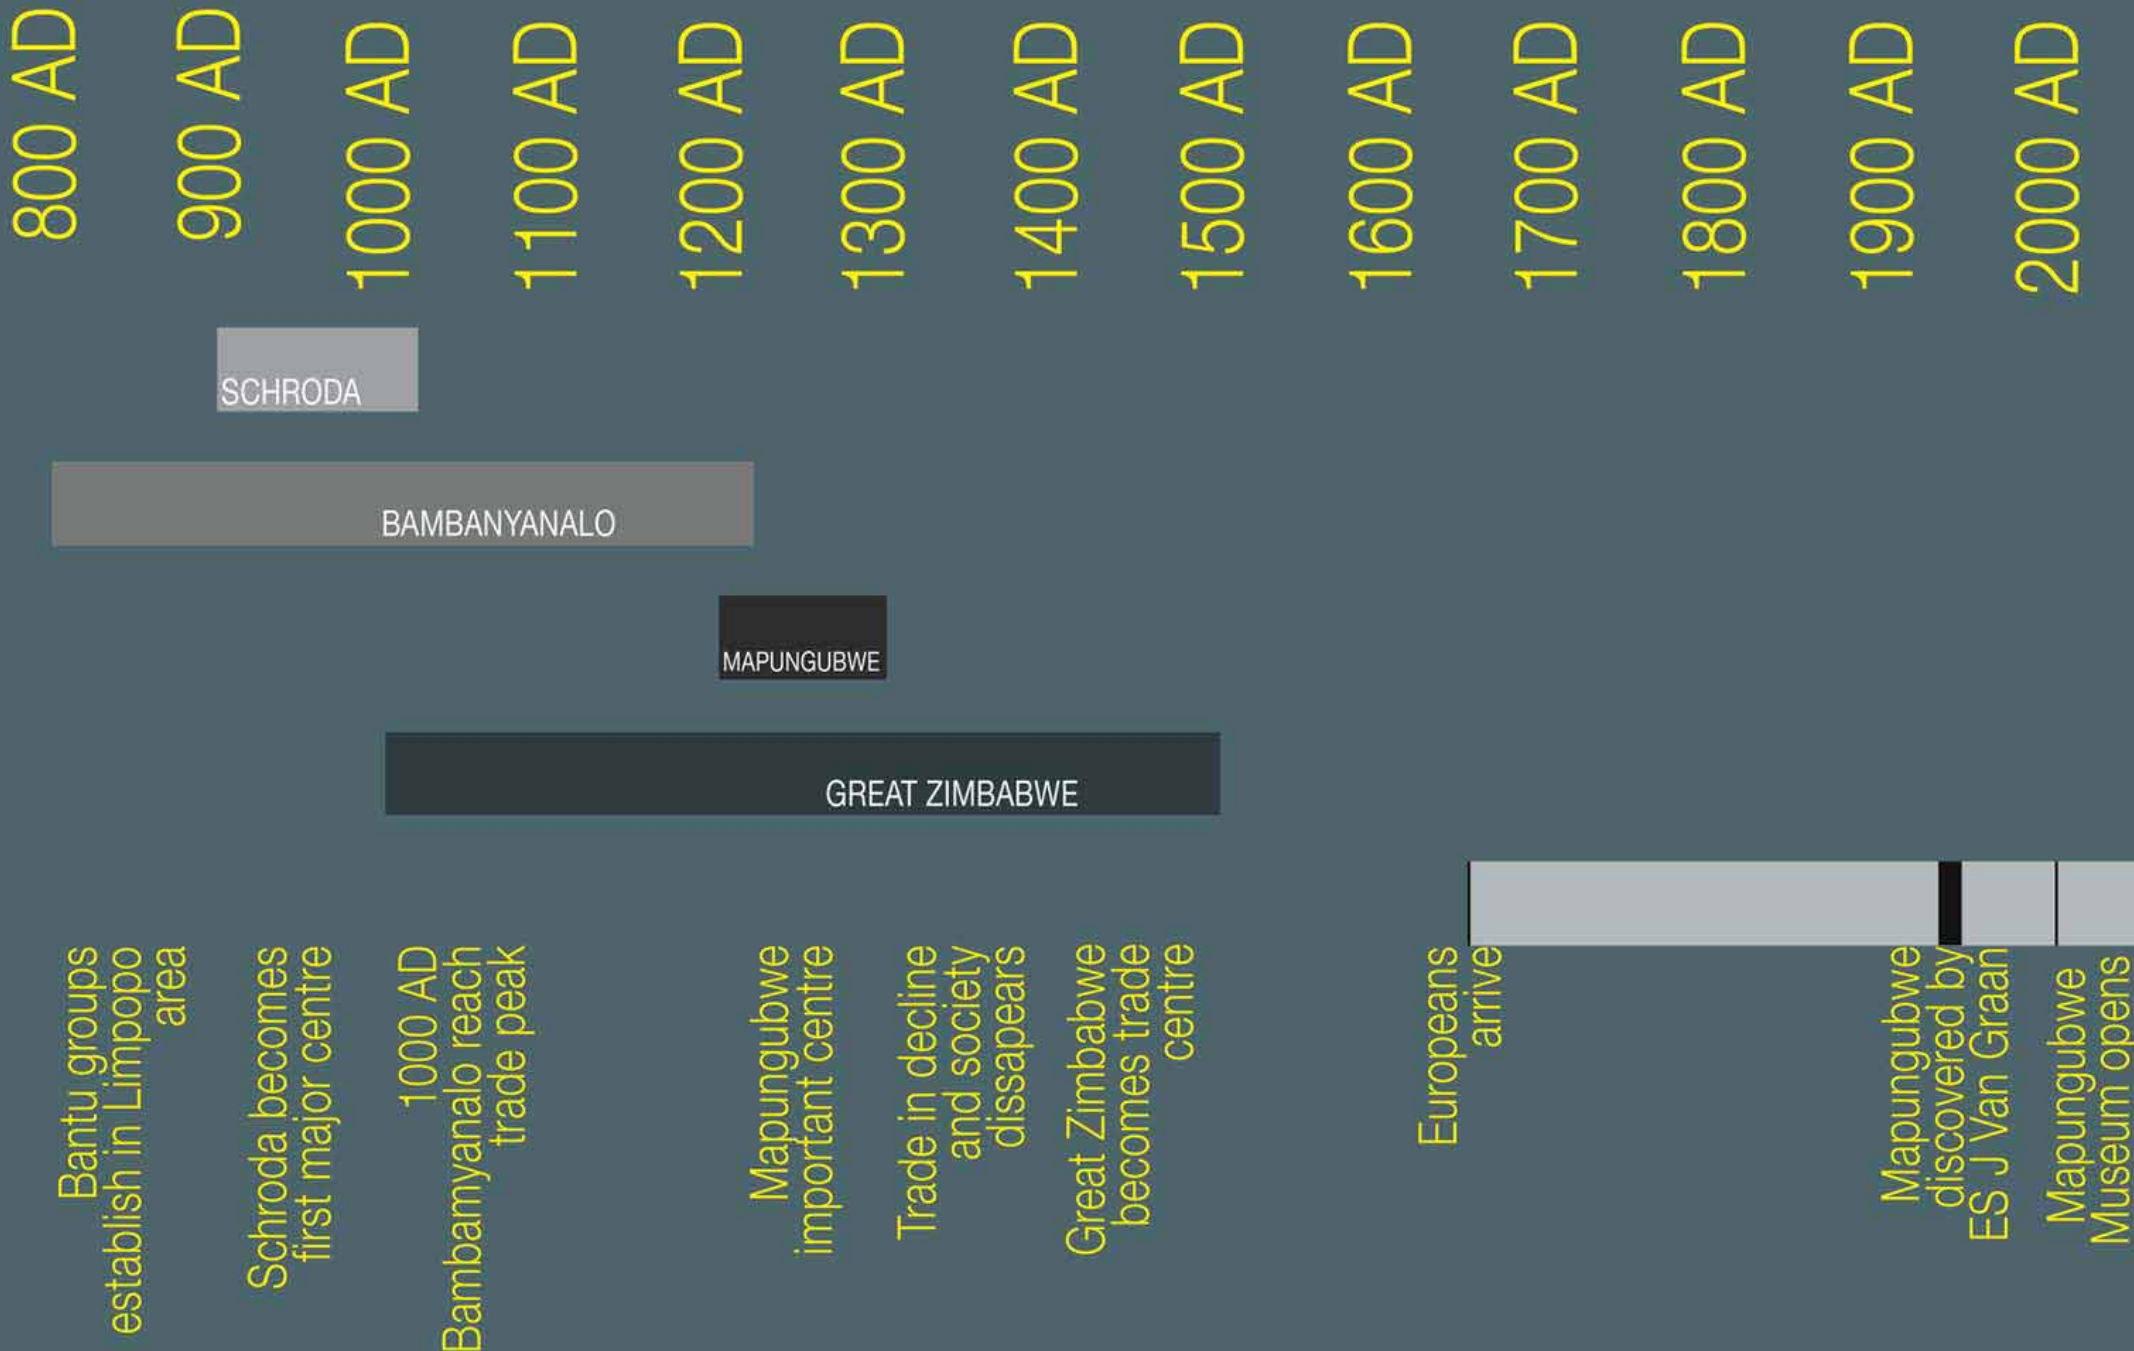 800 AD
900 AD
1000 AD
1100 AD
1200 AD
1300 AD
1400 AD
1500 AD
1600 AD
1700 AD
1800 AD
1900 AD
2000 AD
SCHRODA
BAMBANYANALO
MAPUNGUBWE
GREAT ZIMBABWE
Bantu groups
establish in Limpopo
area
Schroda becomes
first major centre
1000 AD
Bambamyanalo reach
trade peak
Mapungubwe
important centre
Trade in decline
and society
dissapears
Great Zimbabwe
becomes trade
centre
Europeans
arrive
Mapungubwe
discovered by
ES J Van Graan
Mapungubwe
Museum opens